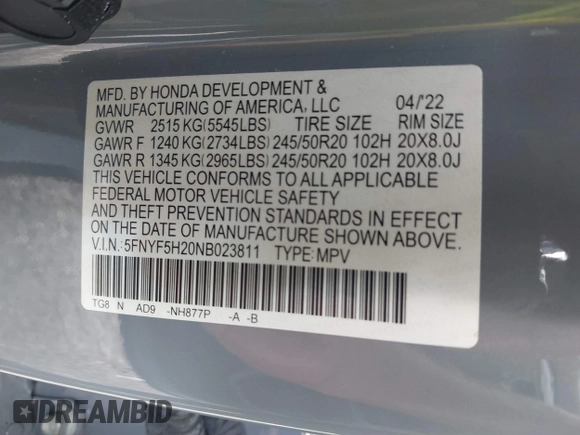 MFD. BY HONDA DEVELOPMENT &
MANUFACTURING OF AMERICA, LLC 04/'22
GVWR 2515 KG(5545LBS) TIRE SIZE RIM SIZE
GAWR F 1240 KG(2734LBS) 245/50R20 102H 20X8.0J
GAWR R 1345 KG(2965LBS) 245/50R20 102H 20X8.0J
THIS VEHICLE CONFORMS TO ALL APPLICABLE
FEDERAL MOTOR VEHICLE SAFETY
AND THEFT PREVENTION STANDARDS IN EFFECT
ON THE DATE OF MANUFACTURE SHOWN ABOVE.
V.I.N.:5FNYF5H20NB023811 TYPE:MPV
TG8 N AD9 -NH877P -A -B
DREAMBID